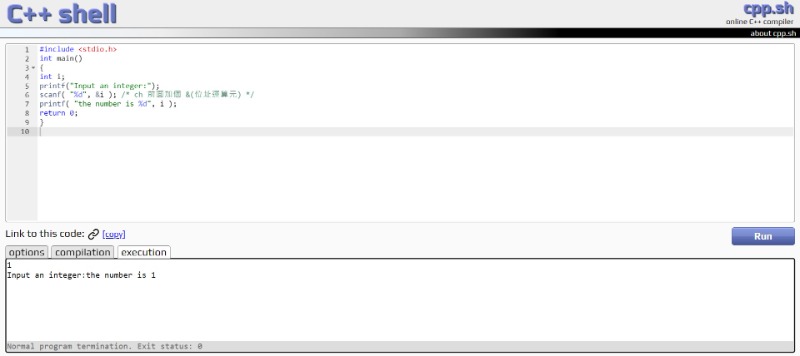 C++ shell
cpp.sh
online C++ compiler
about cpp.sh
1 #include <stdio.h>
2 int main()
3 {
4 int i;
5 printf("Input an integer:");
6 scanf( "%d", &i ); /* ch 前面加個 &(位址運算元) */
7 printf( "the number is %d", i );
8 return 0;
9 }
10
Link to this code: [copy]
Run
options compilation execution
1
Input an integer:the number is 1
Normal program termination. Exit status: 0